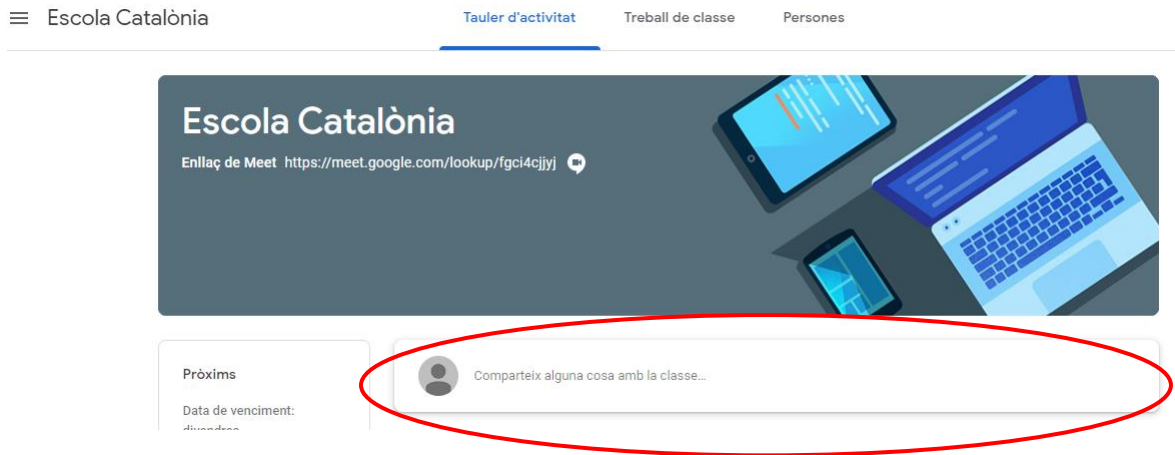 Escola Catalònia
Tauler d'activitat Treball de classe Persones
Escola Catalònia
Enllaç de Meet https://meet.google.com/lookup/fgci4cjjyj
Pròxims
Comparteix alguna cosa amb la classe...
Data de venciment:
divendres